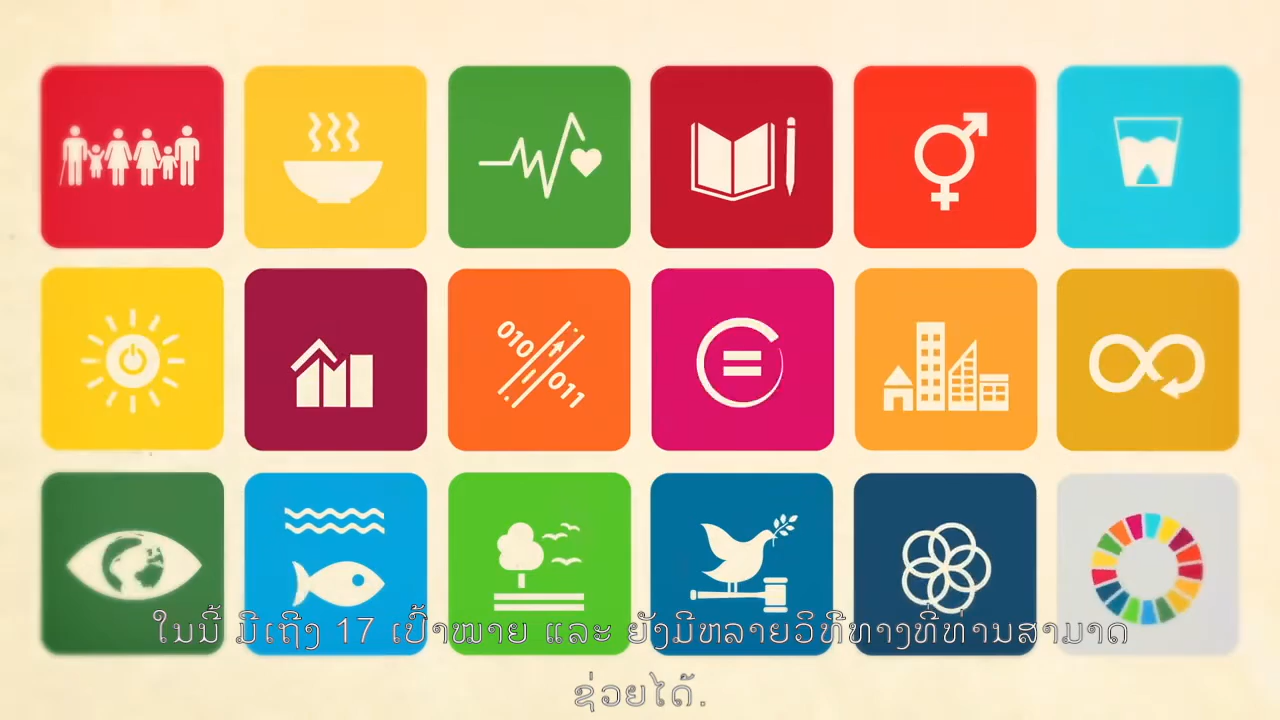 010
011
ໃນນີ້ ມີເຖີງ 17 ເປົ້າໝາຍ ແລະ ຍັງມີຫລາຍວິທີທາງທີ່ທ່ານສາມາດ
ຊ່ວຍໄດ້.